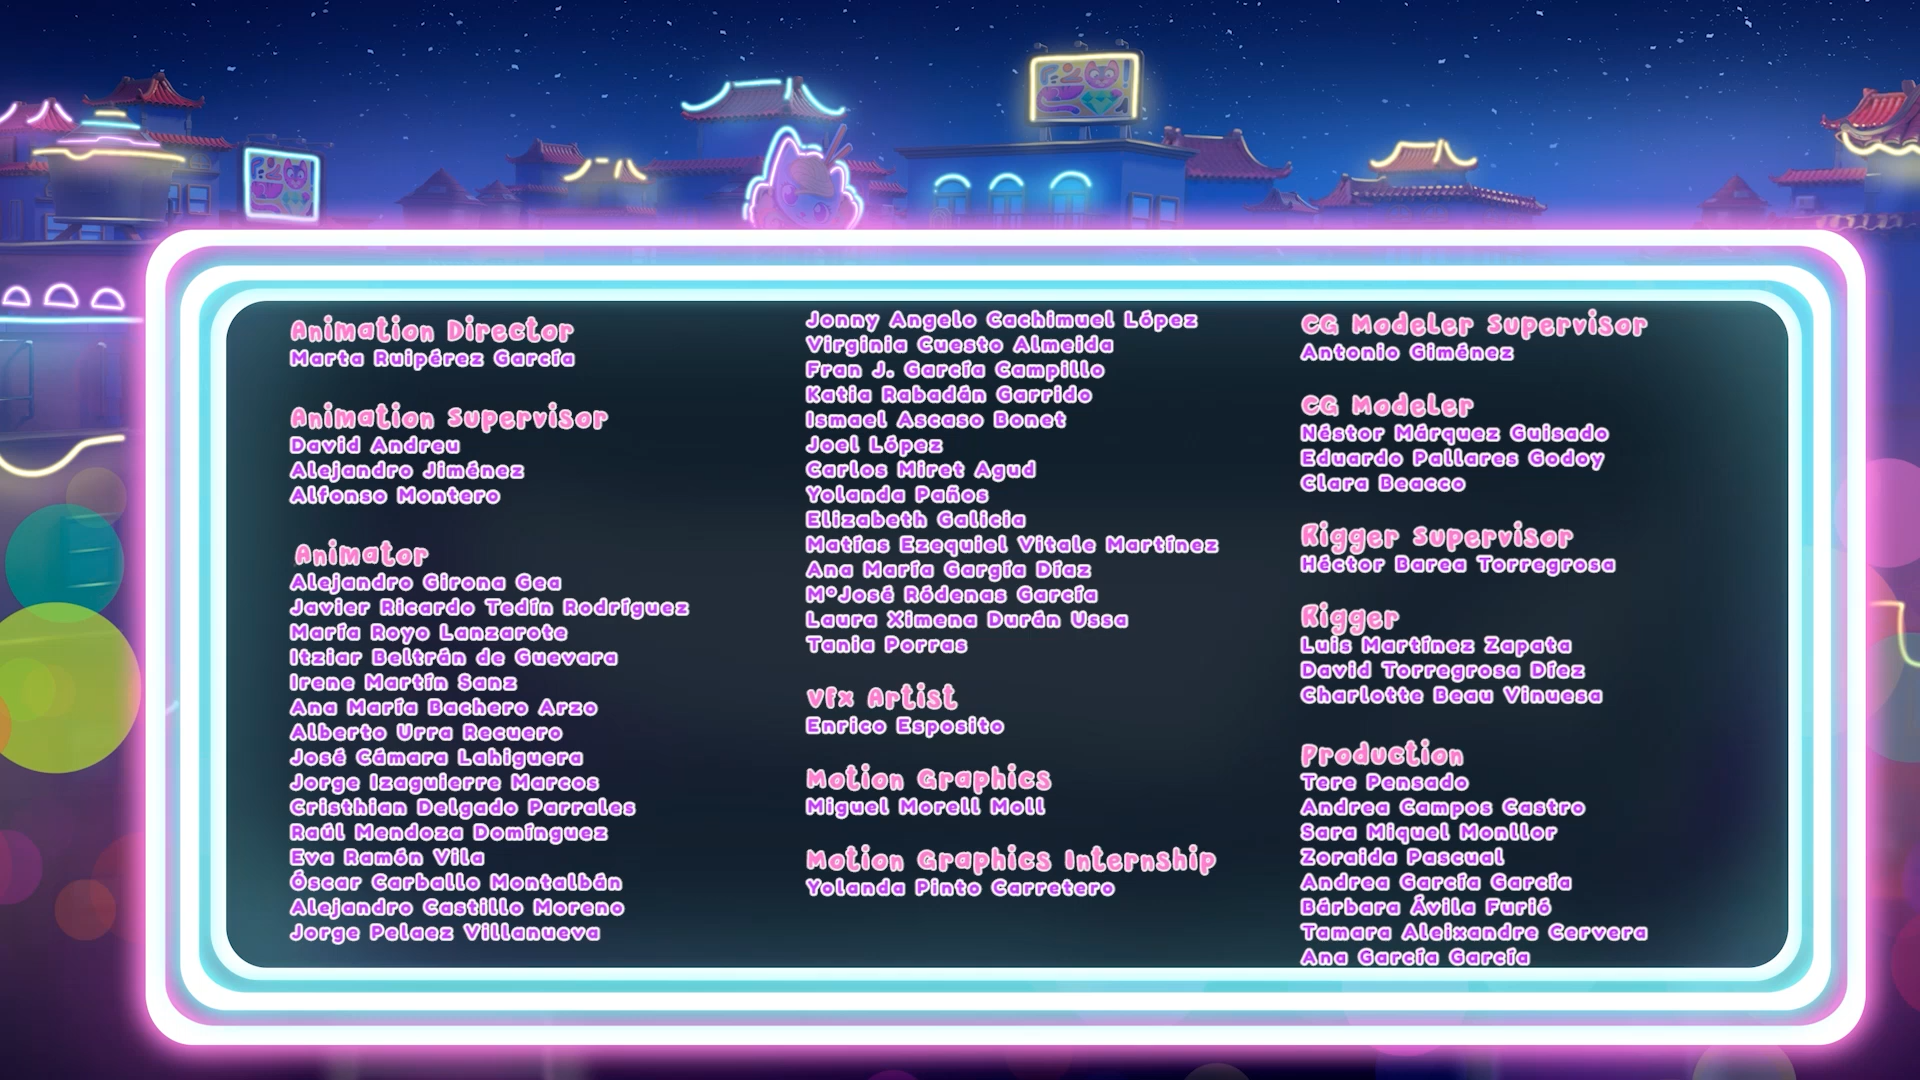 Animation Director
Marta Ruipérez García
Animation Supervisor
David Andreu
Alejandro Jiménez
Alfonso Montero
Animator
Alejandro Girona Gea
Javier Ricardo Tedín Rodríguez
María Royo Lanzarote
Itziar Beltrán de Guevara
Irene Martín Sanz
Ana María Bachero Arzo
Alberto Urra Recuero
José Cámara Lahiguera
Jorge Izaguierre Marcos
Cristhian Delgado Parrales
Raúl Mendoza Domínguez
Eva Ramón Vila
Óscar Carballo Montalbán
Alejandro Castillo Moreno
Jorge Pelaez Villanueva
Jonny Angelo Cachimuel López
Virginia Cuesto Almeida
Fran J. García Campillo
Katia Rabadán Garrido
Ismael Ascaso Bonet
Joel López
Carlos Miret Agud
Yolanda Paños
Elizabeth Galicia
Matías Ezequiel Vitale Martínez
Ana María Gargía Díaz
MºJosé Ródenas García
Laura Ximena Durán Ussa
Tania Porras
Vfx Artist
Enrico Esposito
Motion Graphics
Miguel Morell Moll
Motion Graphics Internship
Yolanda Pinto Carretero
CG Modeler Supervisor
Antonio Giménez
CG Modeler
Néstor Márquez Guisado
Eduardo Pallares Godoy
Clara Beacco
Rigger Supervisor
Héctor Barea Torregrosa
Rigger
Luis Martínez Zapata
David Torregrosa Díez
Charlotte Beau Vinuesa
Production
Tere Pensado
Andrea Campos Castro
Sara Miquel Monllor
Zoraida Pascual
Andrea García García
Bárbara Ávila Furió
Tamara Aleixandre Cervera
Ana García García